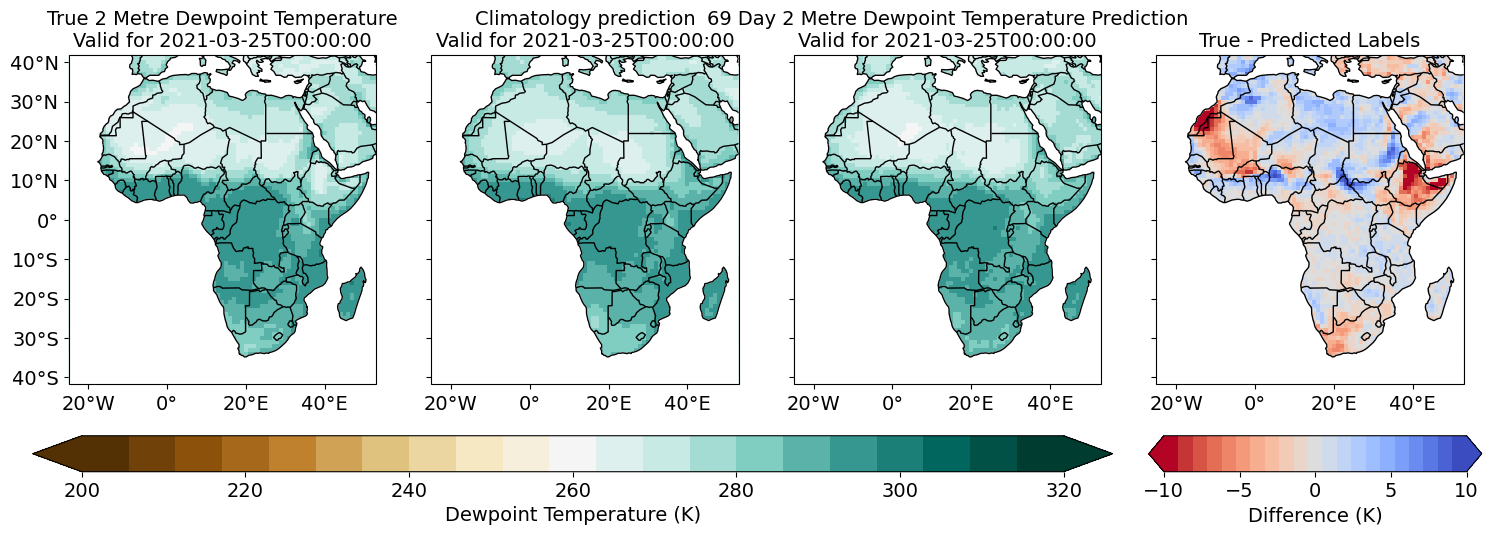 True 2 Metre Dewpoint Temperature
Valid for 2021-03-25T00:00:00
Climatology prediction  69 Day 2 Metre Dewpoint Temperature Prediction
Valid for 2021-03-25T00:00:00
Valid for 2021-03-25T00:00:00
True - Predicted Labels
40°N
30°N
20°N
10°N
0°
10°S
20°S
30°S
40°S
20°W 0° 20°E 40°E
20°W 0° 20°E 40°E
20°W 0° 20°E 40°E
20°W 0° 20°E 40°E
200 220 240 260 280 300 320
Dewpoint Temperature (K)
−10 −5 0 5 10
Difference (K)